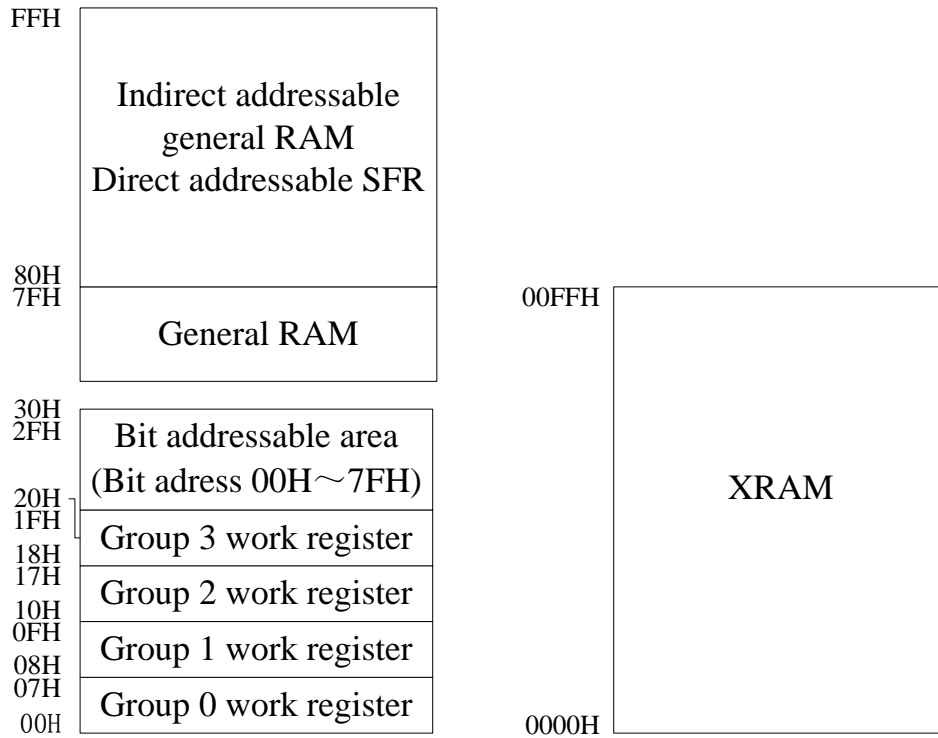 FFH
Indirect addressable
general RAM
Direct addressable SFR
80H
7FH
General RAM
30H
2FH
Bit addressable area
(Bit adress 00H～7FH)
20H
1FH
Group 3 work register
18H
17H
Group 2 work register
10H
0FH
Group 1 work register
08H
07H
Group 0 work register
00H
00FFH
XRAM
0000H